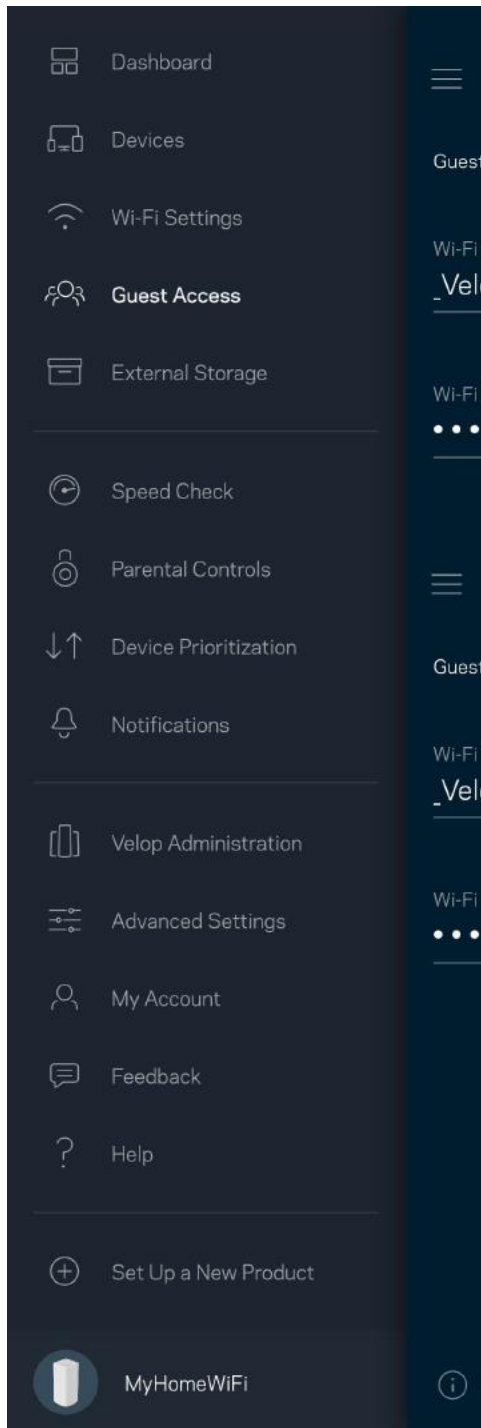 Dashboard
Devices
Wi-Fi Settings
Guest Access
External Storage
Speed Check
Parental Controls
Device Prioritization
Notifications
Velop Administration
Advanced Settings
My Account
Feedback
Help
Set Up a New Product
MyHomeWiFi
Guest
Wi-Fi
_Vel
Wi-Fi
Guest
Wi-Fi
_Vel
Wi-Fi